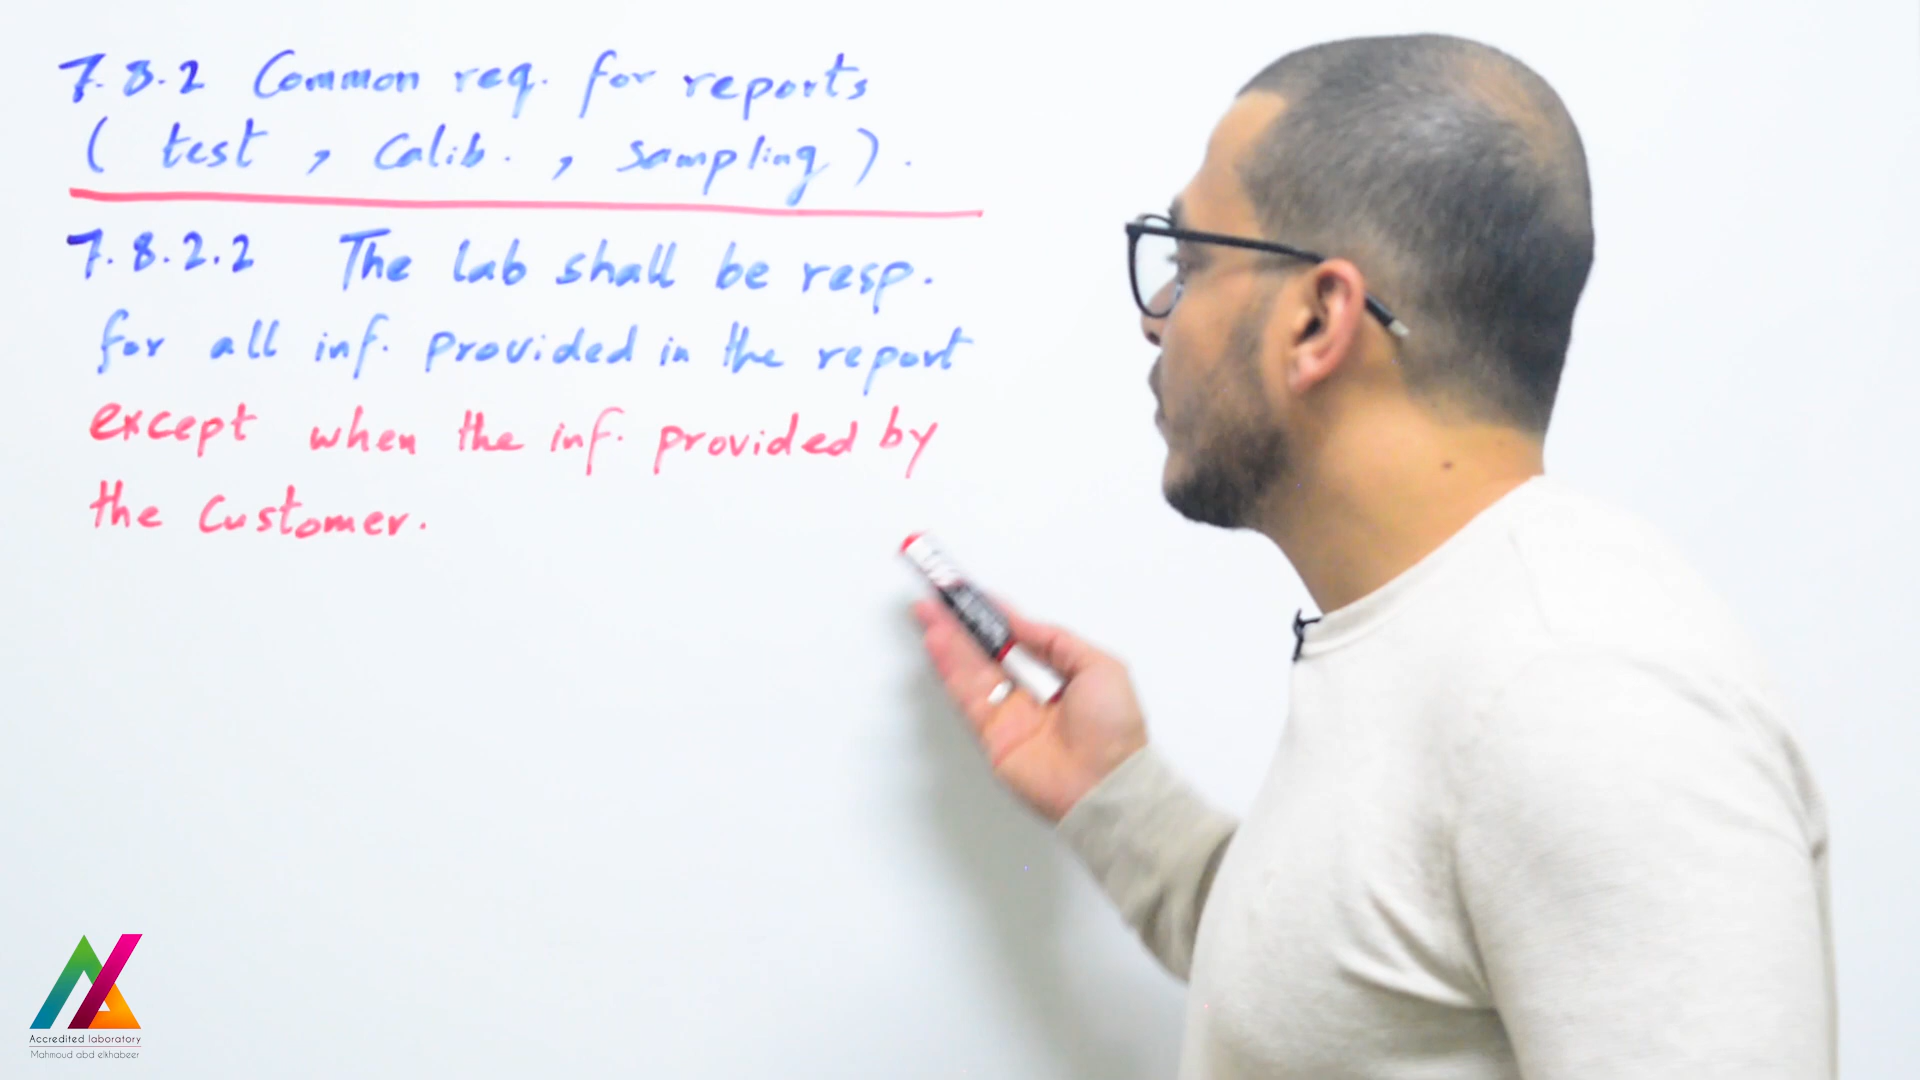 7.8.2 Common req. for reports
( test , Calib. , sampling ).
7.8.2.2 The lab shall be resp.
for all inf. provided in the report
except when the inf. provided by
the customer.
Accredited laboratory
Mahmoud abd elkhabeer